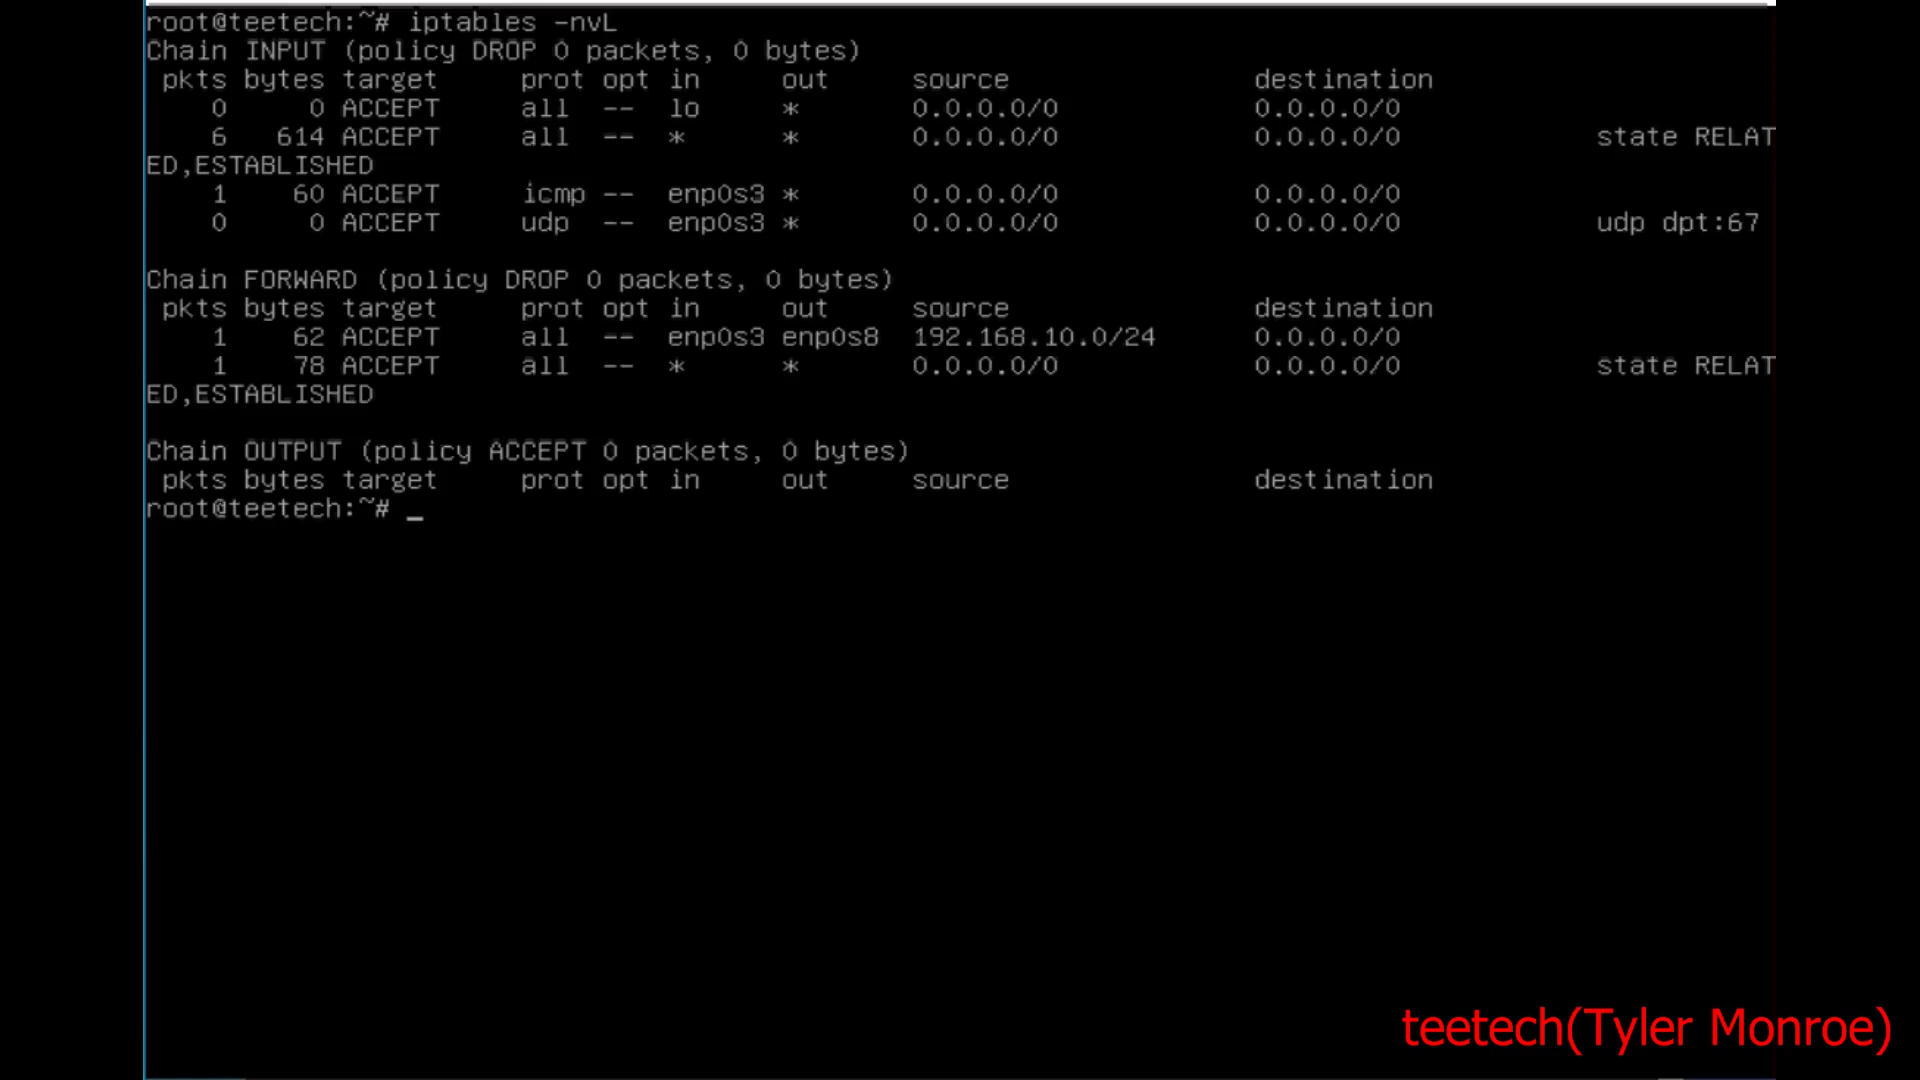 root@teetech:~# iptables -nvL
Chain INPUT (policy DROP 0 packets, 0 bytes)
 pkts bytes target     prot opt in     out     source               destination
    0     0 ACCEPT     all  --  lo     *       0.0.0.0/0            0.0.0.0/0
    6   614 ACCEPT     all  --  *      *       0.0.0.0/0            0.0.0.0/0            state RELAT
ED,ESTABLISHED
    1    60 ACCEPT     icmp --  enp0s3 *       0.0.0.0/0            0.0.0.0/0
    0     0 ACCEPT     udp  --  enp0s3 *       0.0.0.0/0            0.0.0.0/0            udp dpt:67
Chain FORWARD (policy DROP 0 packets, 0 bytes)
 pkts bytes target     prot opt in     out     source               destination
    1    62 ACCEPT     all  --  enp0s3 enp0s8  192.168.10.0/24      0.0.0.0/0
    1    78 ACCEPT     all  --  *      *       0.0.0.0/0            0.0.0.0/0            state RELAT
ED,ESTABLISHED
Chain OUTPUT (policy ACCEPT 0 packets, 0 bytes)
 pkts bytes target     prot opt in     out     source               destination
root@teetech:~# _
teetech(Tyler Monroe)